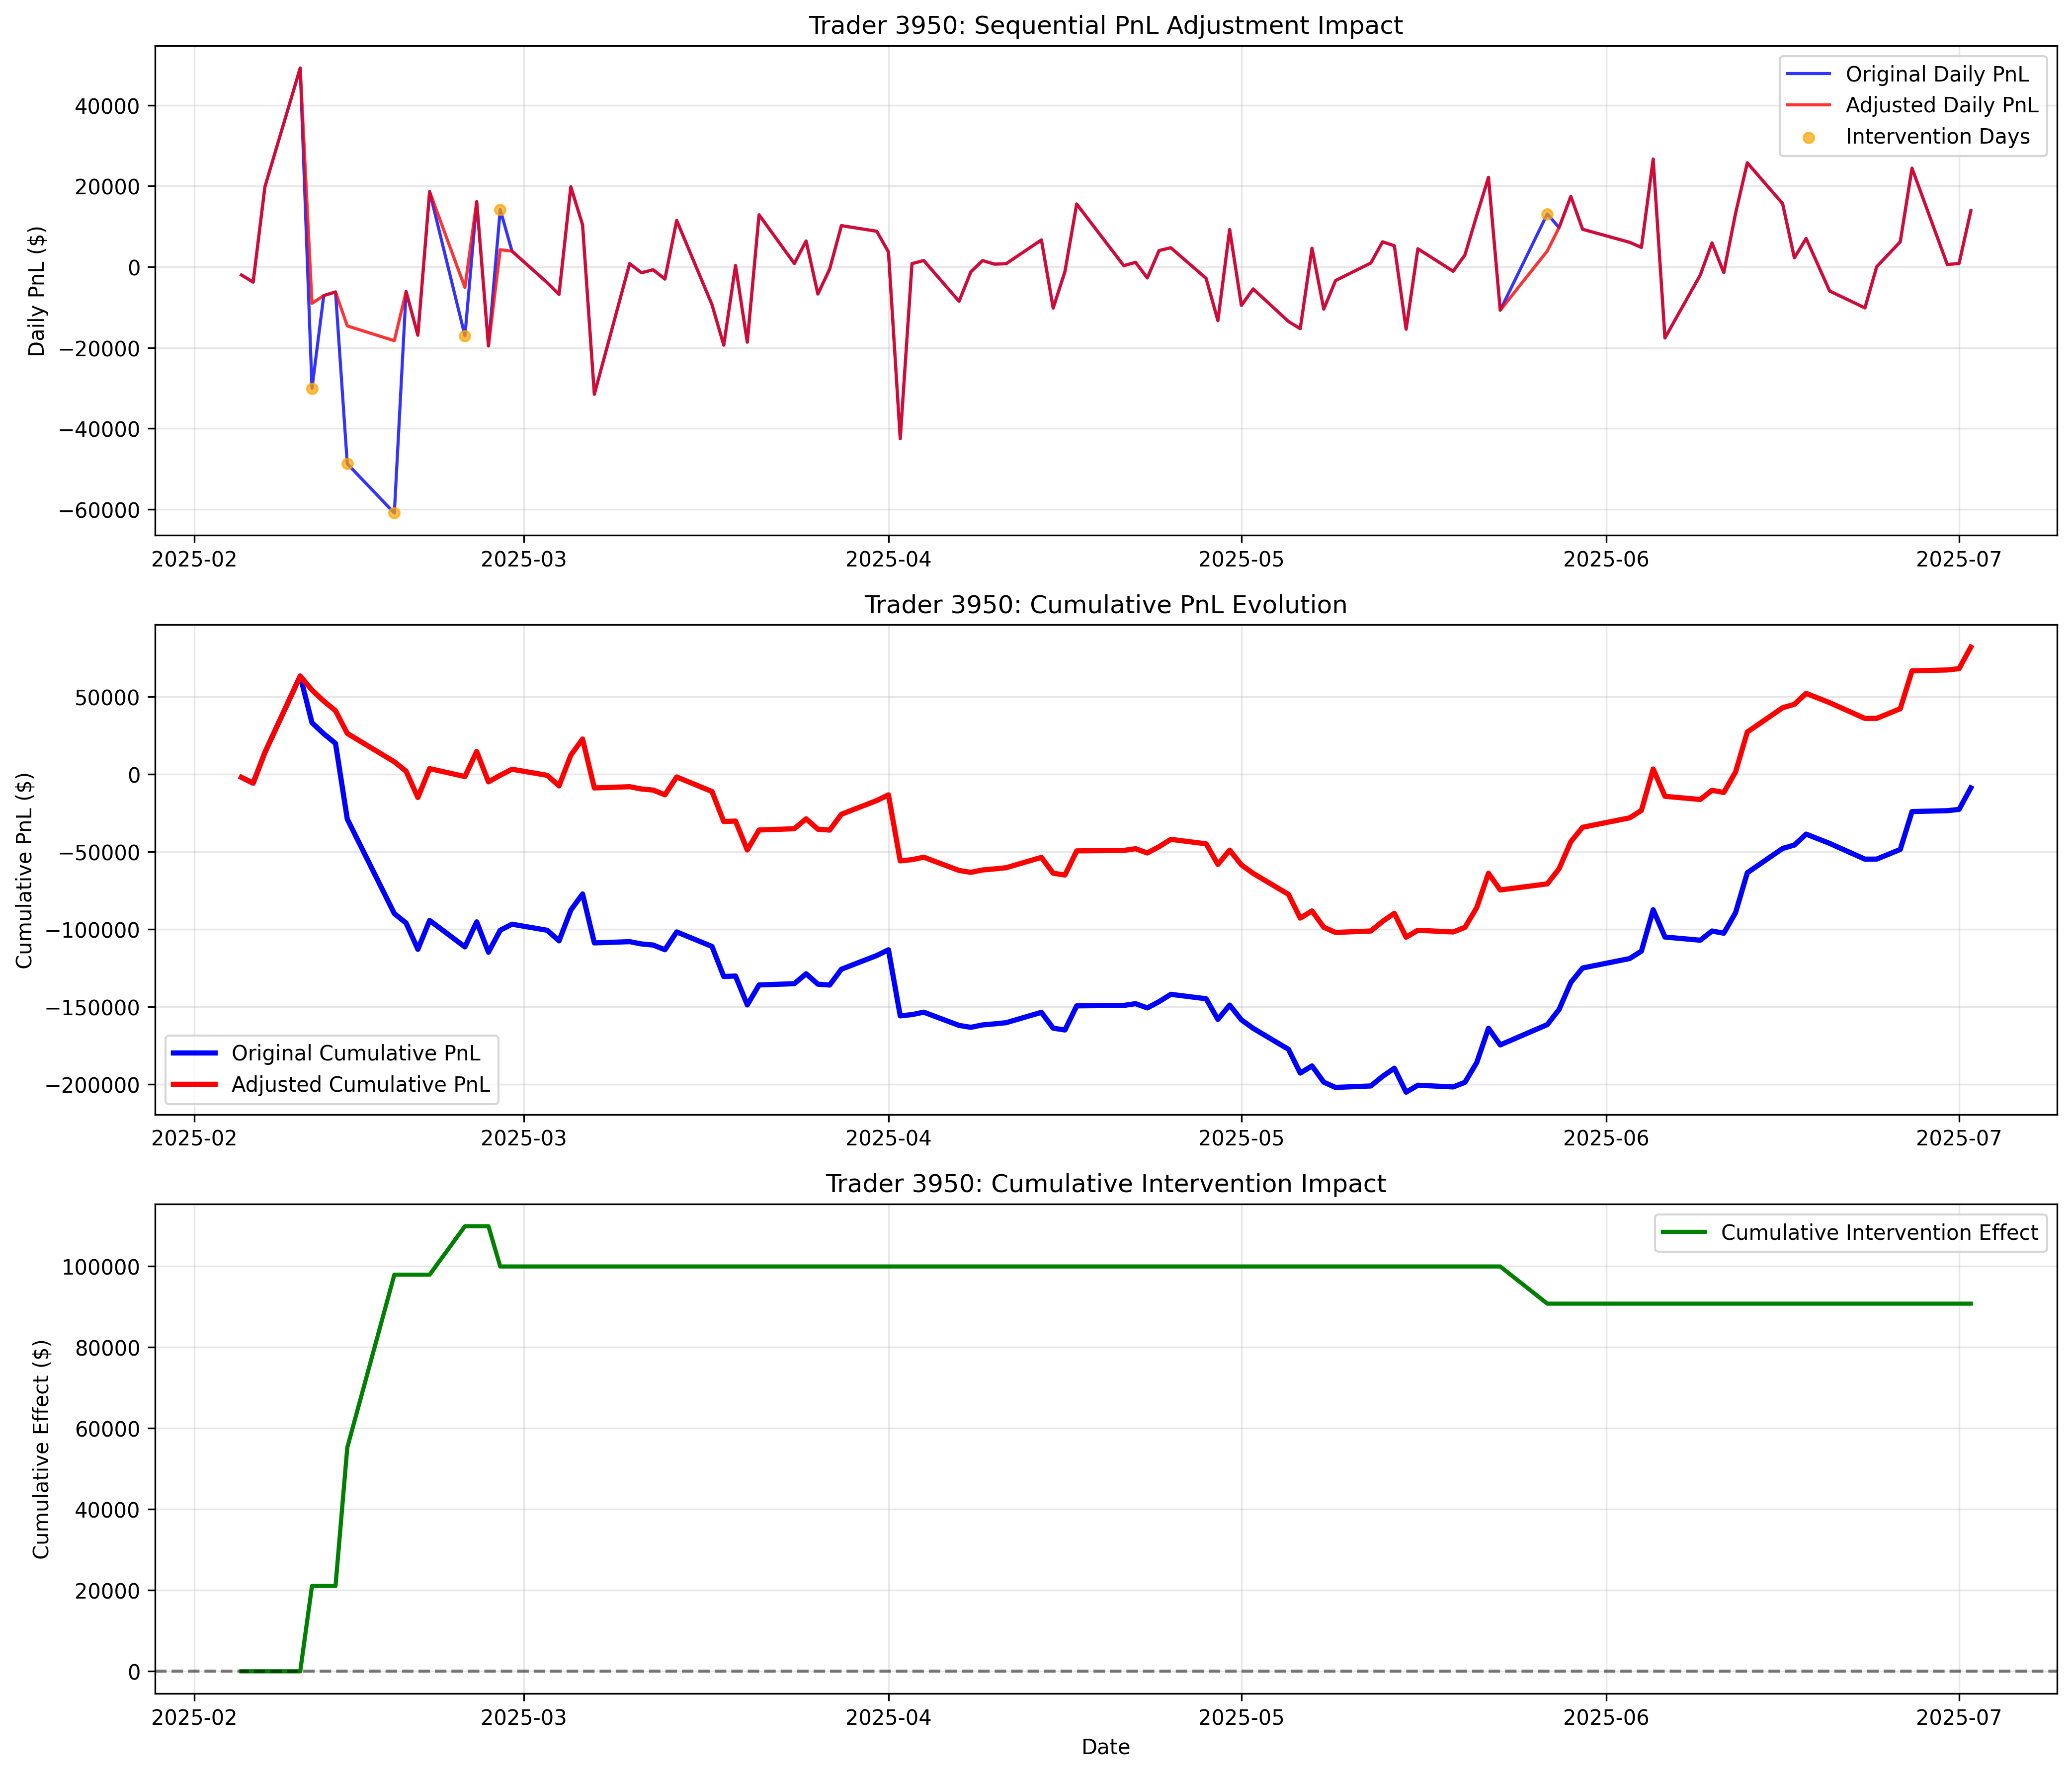 Trader 3950: Sequential PnL Adjustment Impact
Daily PnL ($)
40000
20000
0
−20000
−40000
−60000
Original Daily PnL
Adjusted Daily PnL
Intervention Days
2025-02
2025-03
2025-04
2025-05
2025-06
2025-07
Trader 3950: Cumulative PnL Evolution
Cumulative PnL ($)
50000
0
−50000
−100000
−150000
−200000
Original Cumulative PnL
Adjusted Cumulative PnL
2025-02
2025-03
2025-04
2025-05
2025-06
2025-07
Trader 3950: Cumulative Intervention Impact
Cumulative Effect ($)
100000
80000
60000
40000
20000
0
Cumulative Intervention Effect
2025-02
2025-03
2025-04
2025-05
2025-06
2025-07
Date